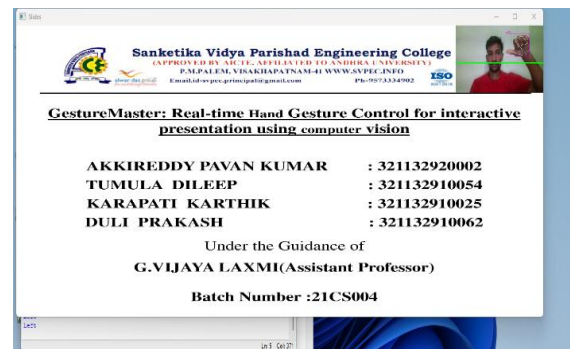 Slides
Sanketika Vidya Parishad Engineering College
(APPROVED BY AICTE, AFFILIATED TO ANDHRA UNIVERSITY)
P.M.PALEM, VISAKHAPATNAM-41 WWW.SVPEC.INFO
Email.id-svpec.principal@gmail.com Ph-9573334902
ISO
GestureMaster: Real-time Hand Gesture Control for interactive
presentation using computer vision
AKKIREDDY PAVAN KUMAR : 321132920002
TUMULA DILEEP : 321132910054
KARAPATI KARTHIK : 321132910025
DULI PRAKASH : 321132910062
Under the Guidance of
G.VIJAYA LAXMI(Assistant Professor)
Batch Number :21CS004
Left